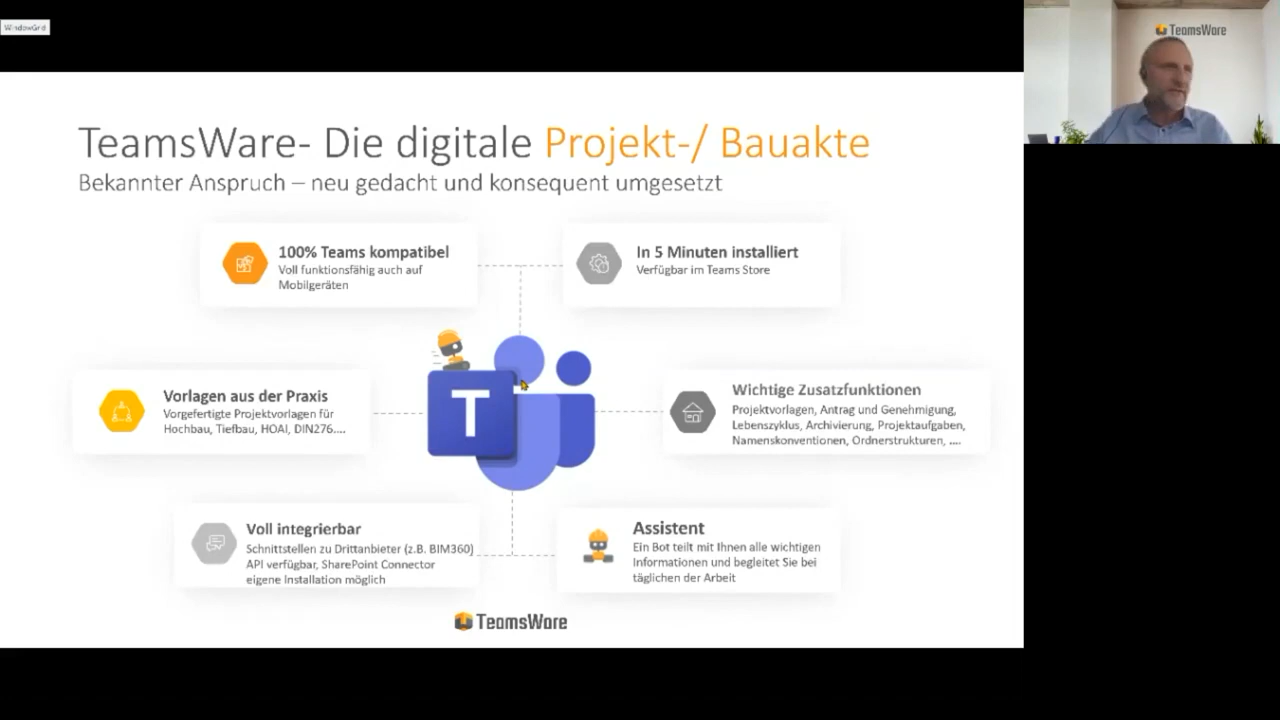 WindowGrid
TeamsWare
TeamsWare- Die digitale Projekt-/ Bauakte
Bekannter Anspruch – neu gedacht und konsequent umgesetzt
100% Teams kompatibel
Voll funktionsfähig auch auf
Mobilgeräten
In 5 Minuten installiert
Verfügbar im Teams Store
Vorlagen aus der Praxis
Vorgefertigte Projektvorlagen für
Hochbau, Tiefbau, HOAI, DIN276....
T
Wichtige Zusatzfunktionen
Projektvorlagen, Antrag und Genehmigung,
Lebenszyklus, Archivierung, Projektaufgaben,
Namenskonventionen, Ordnerstrukturen, ....
Voll integrierbar
Schnittstellen zu Drittanbieter (z.B. BIM360)
API verfügbar, SharePoint Connector
eigene Installation möglich
Assistent
Ein Bot teilt mit Ihnen alle wichtigen
Informationen und begleitet Sie bei
täglichen der Arbeit
TeamsWare